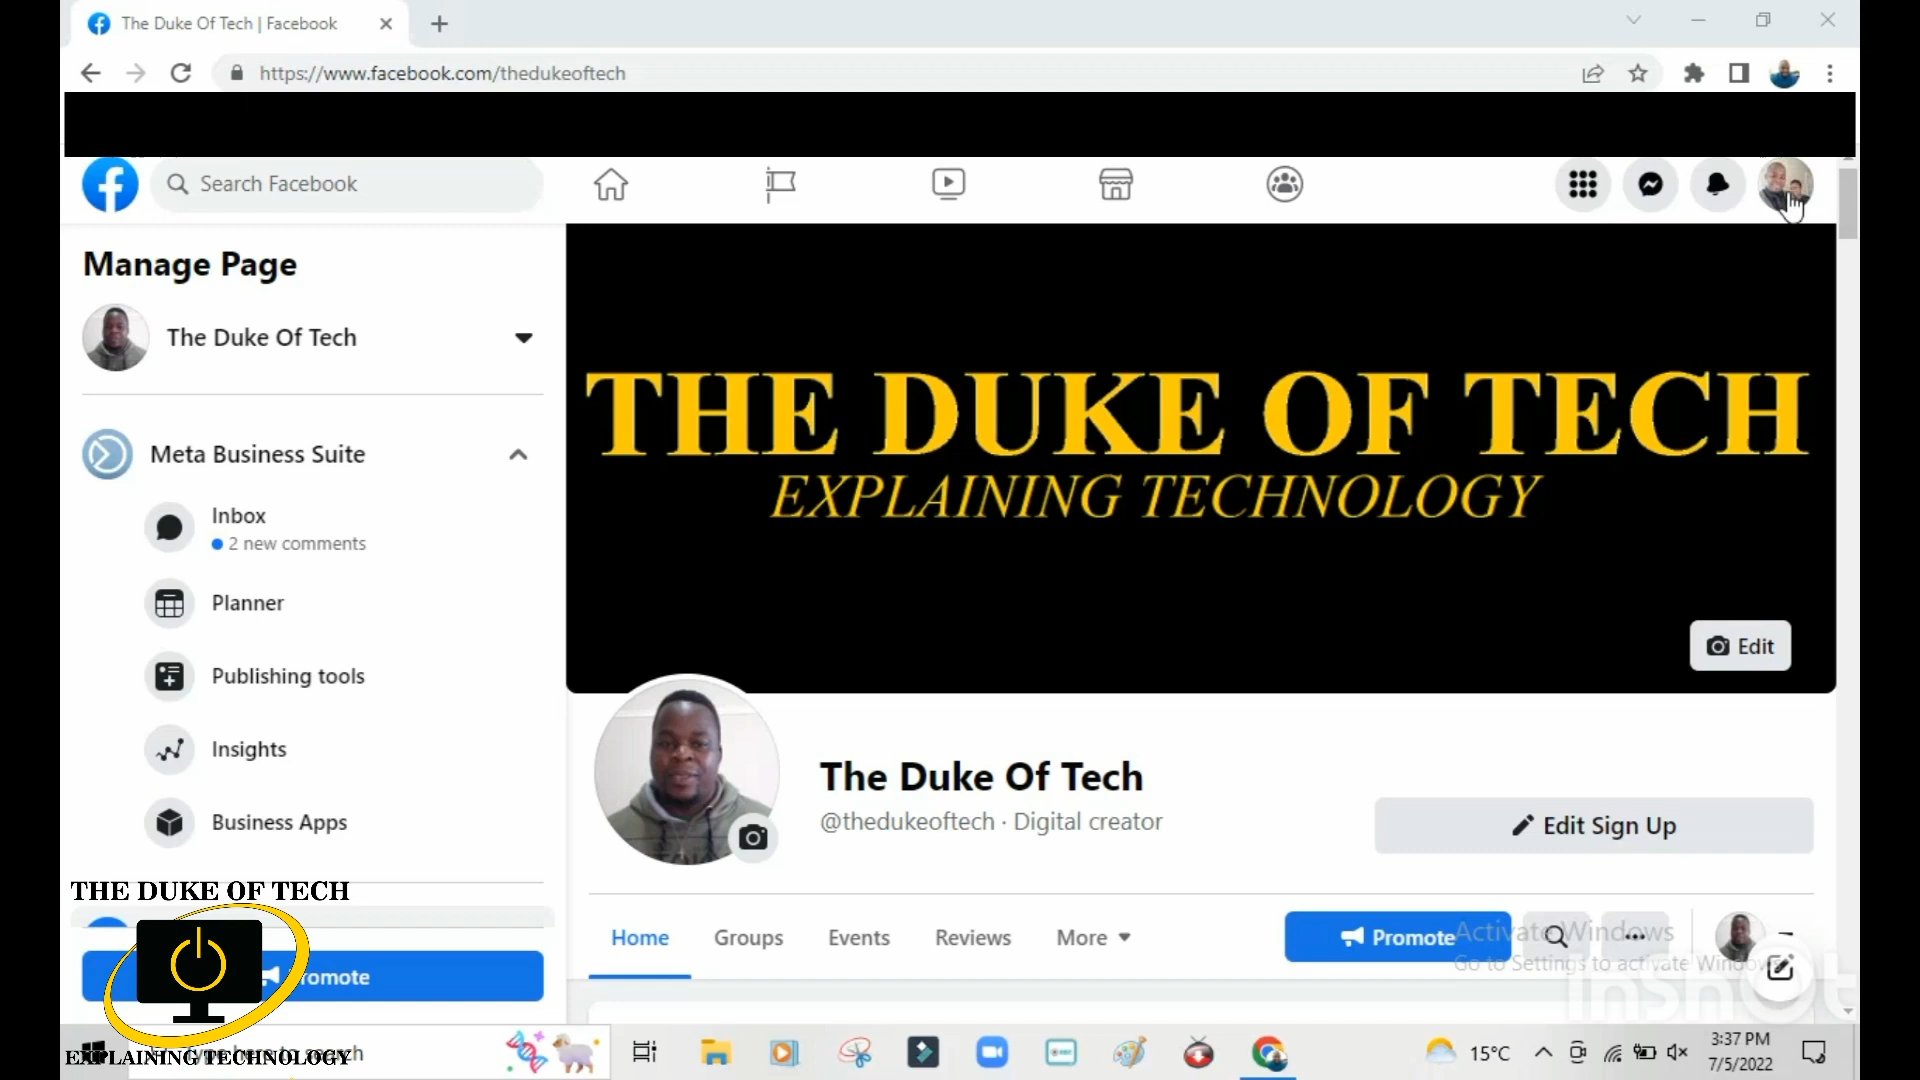 The Duke Of Tech | Facebook
https://www.facebook.com/thedukeoftech
Search Facebook
Manage Page
The Duke Of Tech
Meta Business Suite
Inbox
2 new comments
Planner
Publishing tools
Insights
Business Apps
THE DUKE OF TECH
EXPLAINING TECHNOLOGY
Edit
The Duke Of Tech
@thedukeoftech · Digital creator
Edit Sign Up
Home Groups Events Reviews More
Promote
Activate Windows
Go to Settings to activate Windows
InShOt
THE DUKE OF TECH
EXPLAINING TECHNOLOGY
search
15°C
3:37 PM
7/5/2022